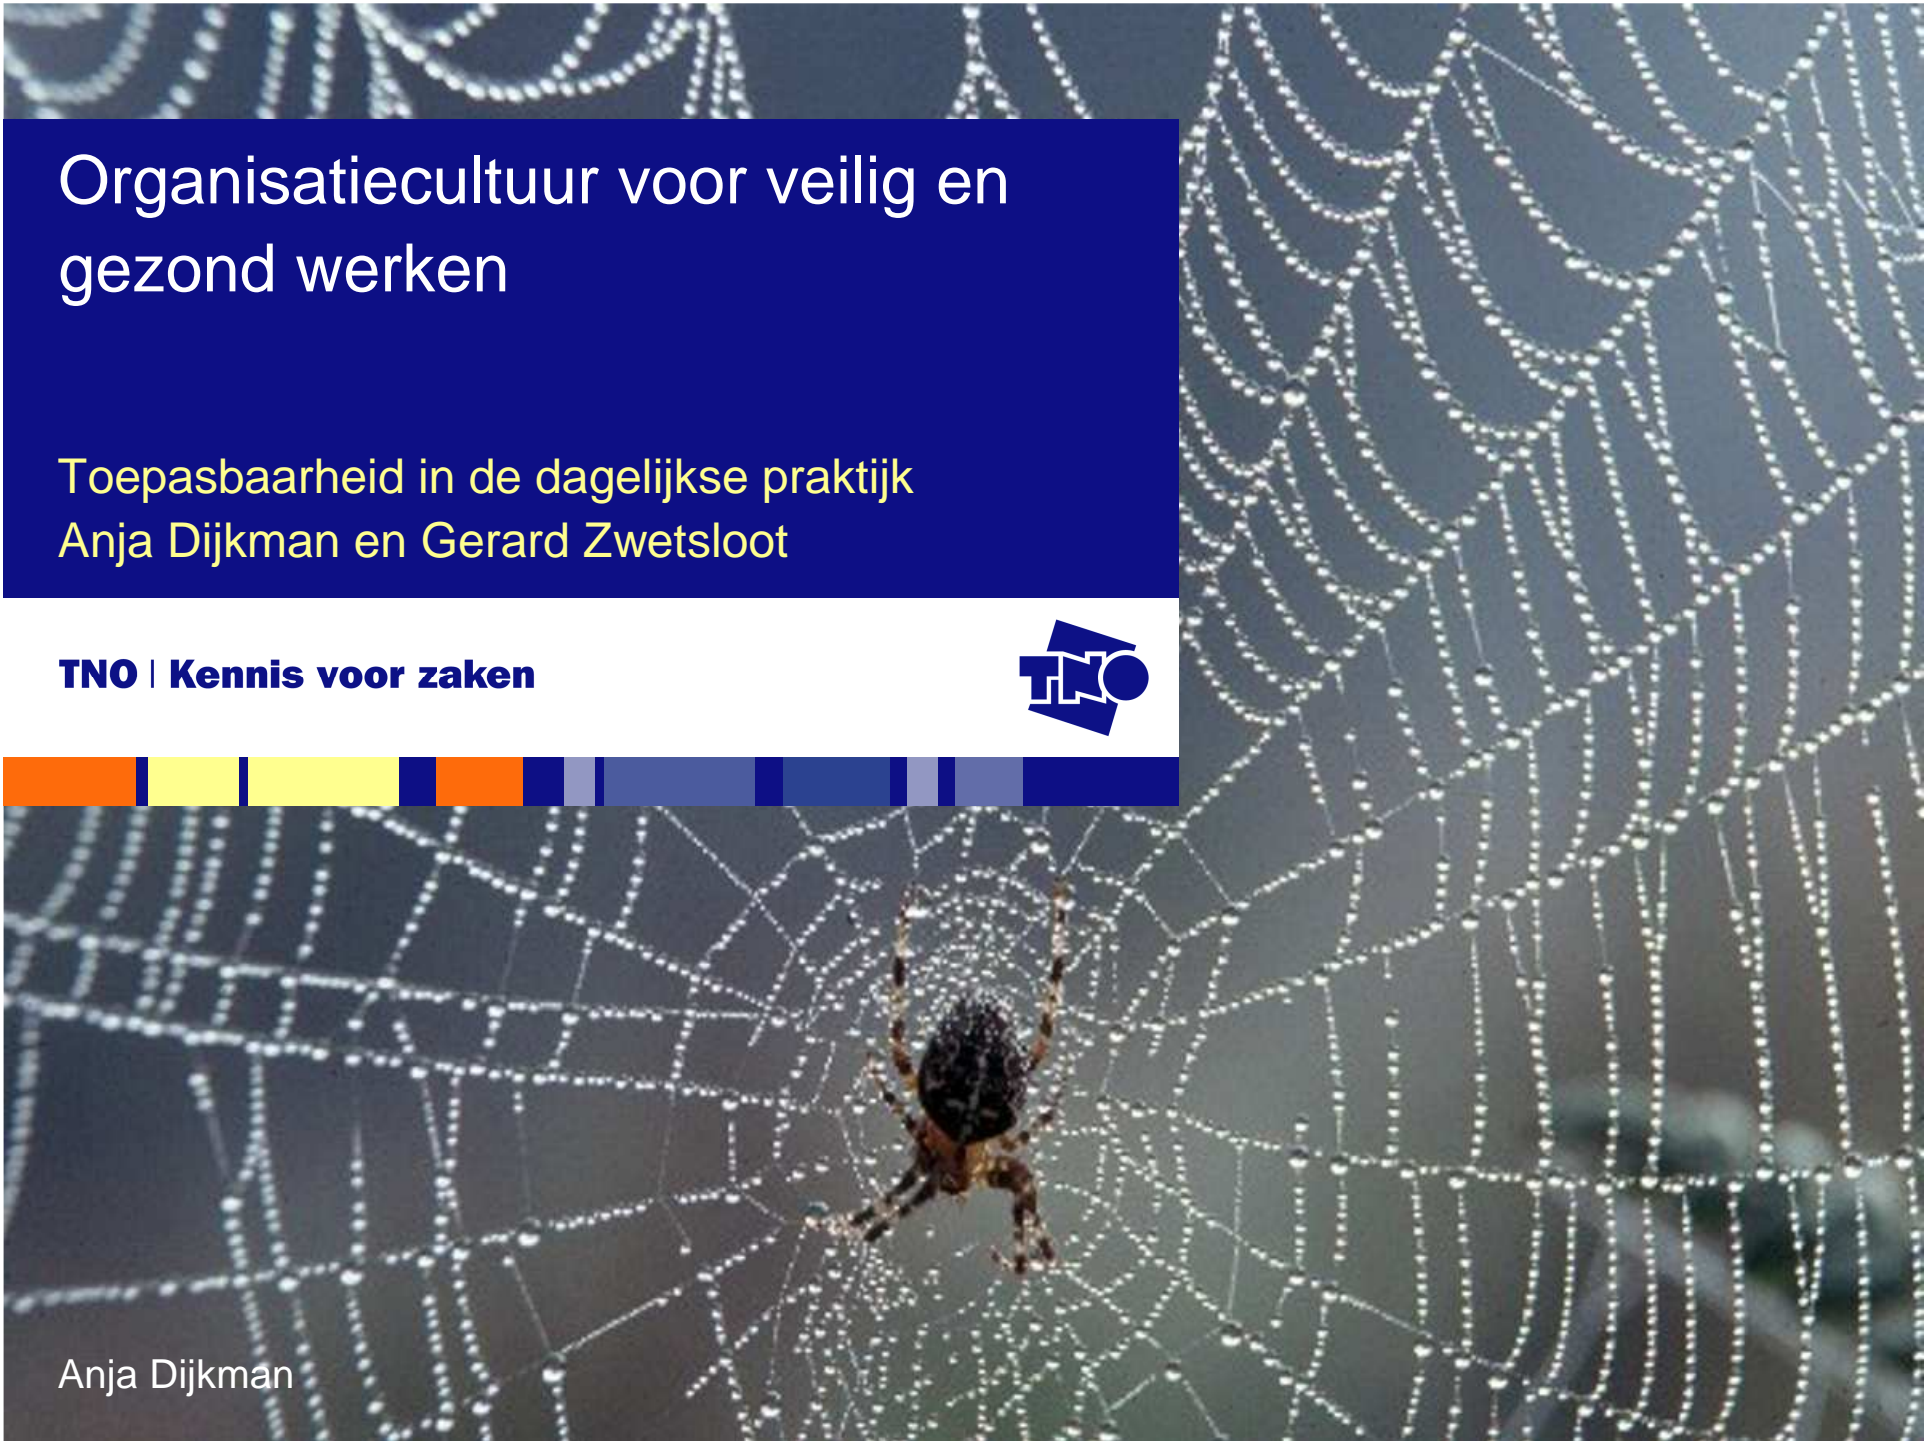 Organisatiecultuur voor veilig en
gezond werken
Toepasbaarheid in de dagelijkse praktijk
Anja Dijkman en Gerard Zwetsloot
TNO | Kennis voor zaken
TNO
Anja Dijkman